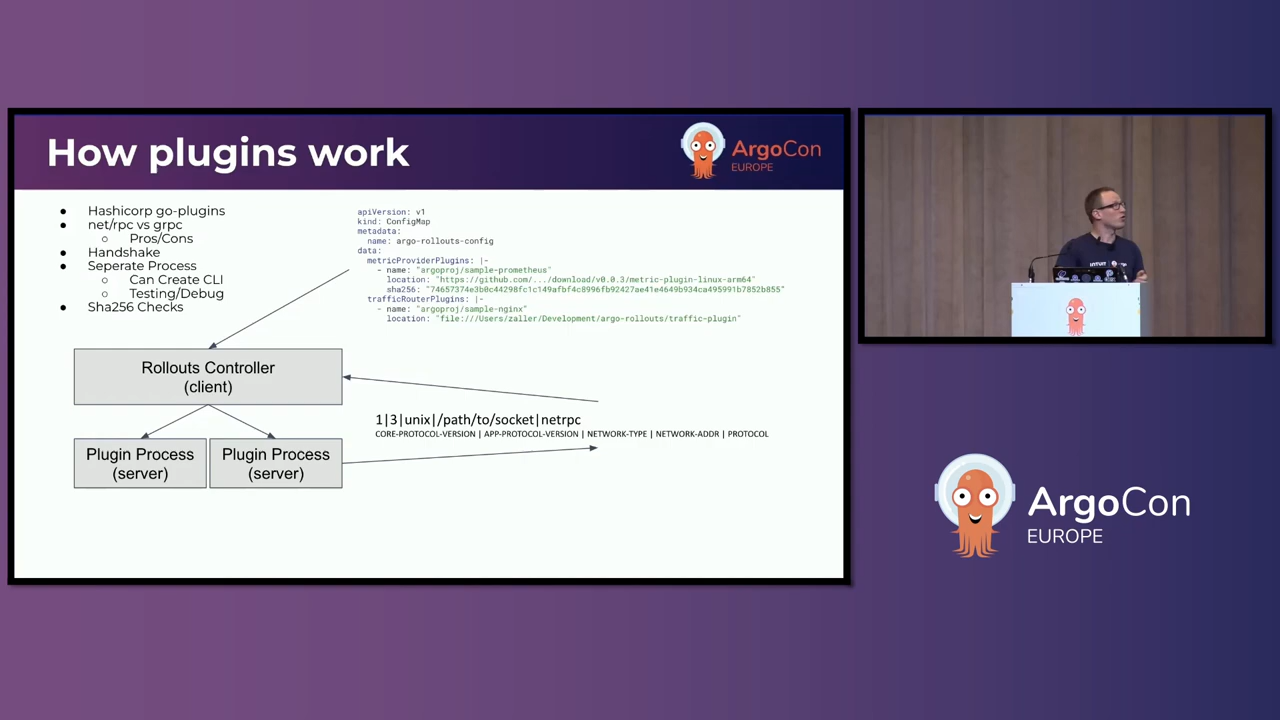 How plugins work
ArgoCon
EUROPE
● Hashicorp go-plugins
● net/rpc vs grpc
○ Pros/Cons
● Handshake
● Seperate Process
○ Can Create CLI
○ Testing/Debug
● Sha256 Checks
apiVersion: v1
kind: ConfigMap
metadata:
name: argo-rollouts-config
data:
metricProviderPlugins: |-
- name: "argoproj/sample-prometheus"
location: "https://github.com/.../download/v0.0.3/metric-plugin-linux-arm64"
sha256: "74657374e3b0c44298fc1c149afbf4c8996fb92427ae41e4649b934ca495991b7852b855"
trafficRouterPlugins: |-
- name: "argoproj/sample-nginx"
location: "file:///Users/zaller/Development/argo-rollouts/traffic-plugin"
Rollouts Controller
(client)
Plugin Process
(server)
Plugin Process
(server)
1|3|unix|/path/to/socket|netrpc
CORE-PROTOCOL-VERSION | APP-PROTOCOL-VERSION | NETWORK-TYPE | NETWORK-ADDR | PROTOCOL
INTUIT
ArgoCon
EUROPE